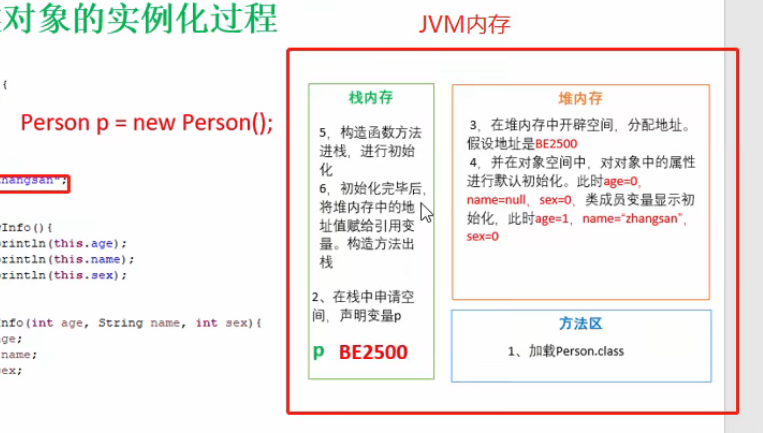 对象的实例化过程
JVM内存
{
Person p = new Person();
zhangsan";
Info(){
println(this.age);
println(this.name);
println(this.sex);
Info(int age, String name, int sex){
age;
name;
sex;
栈内存
5，构造函数方法
进栈，进行初始
化
6，初始化完毕后，
将堆内存中的地
址值赋给引用变
量。构造方法出
栈
2、在栈中申请空
间，声明变量p
p BE2500
堆内存
3，在堆内存中开辟空间，分配地址。
假设地址是BE2500
4，并在对象空间中，对对象中的属性
进行默认初始化。此时age=0，
name=null，sex=0，类成员变量显示初
始化，此时age=1，name=“zhangsan”，
sex=0
方法区
1、加载Person.class